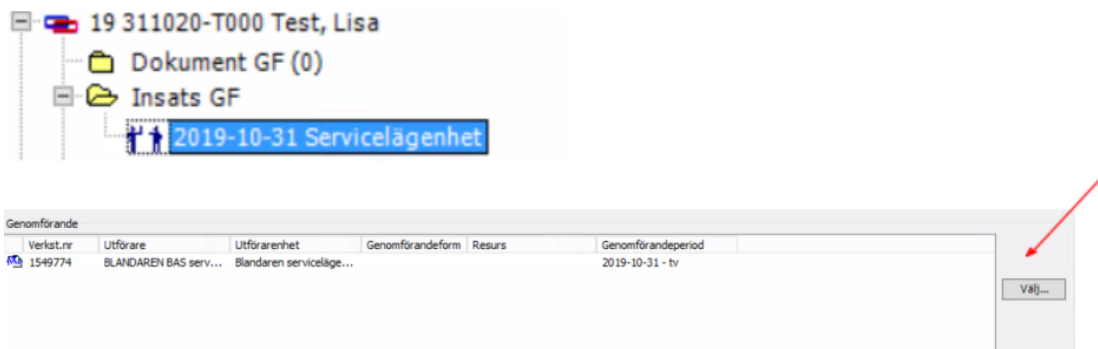 19 311020-T000 Test, Lisa
Dokument GF (0)
Insats GF
2019-10-31 Servicelägenhet
Genomförande
Verkst.nr Utförare Utförarenhet Genomförandeform Resurs Genomförandeperiod
1549774 BLANDAREN BAS serv... Blandaren serviceläge... 2019-10-31 - tv
Välj...